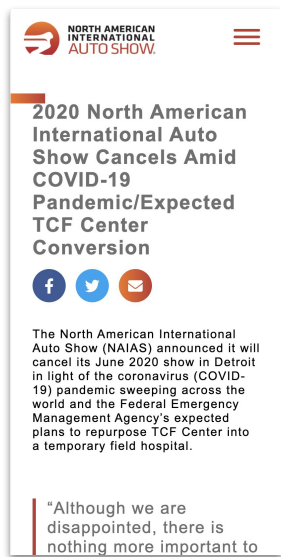 NORTH AMERICAN
INTERNATIONAL
AUTO SHOW.
2020 North American
International Auto
Show Cancels Amid
COVID-19
Pandemic/Expected
TCF Center
Conversion
The North American International
Auto Show (NAIAS) announced it will
cancel its June 2020 show in Detroit
in light of the coronavirus (COVID-
19) pandemic sweeping across the
world and the Federal Emergency
Management Agency's expected
plans to repurpose TCF Center into
a temporary field hospital.
“Although we are
disappointed, there is
nothing more important to